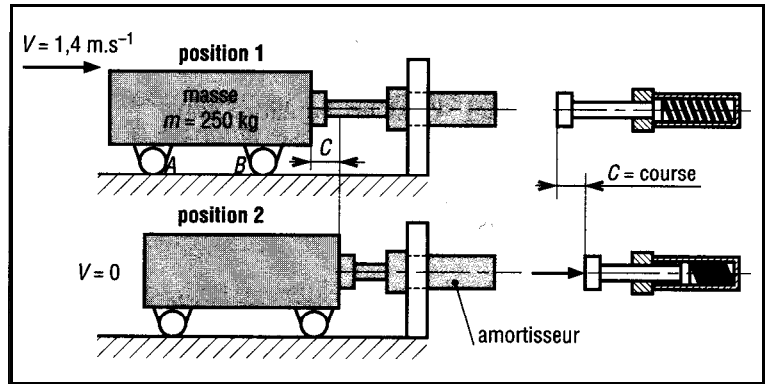 V = 1,4 m.s⁻¹
position 1
masse
m = 250 kg
A
B
C
C = course
position 2
V = 0
amortisseur